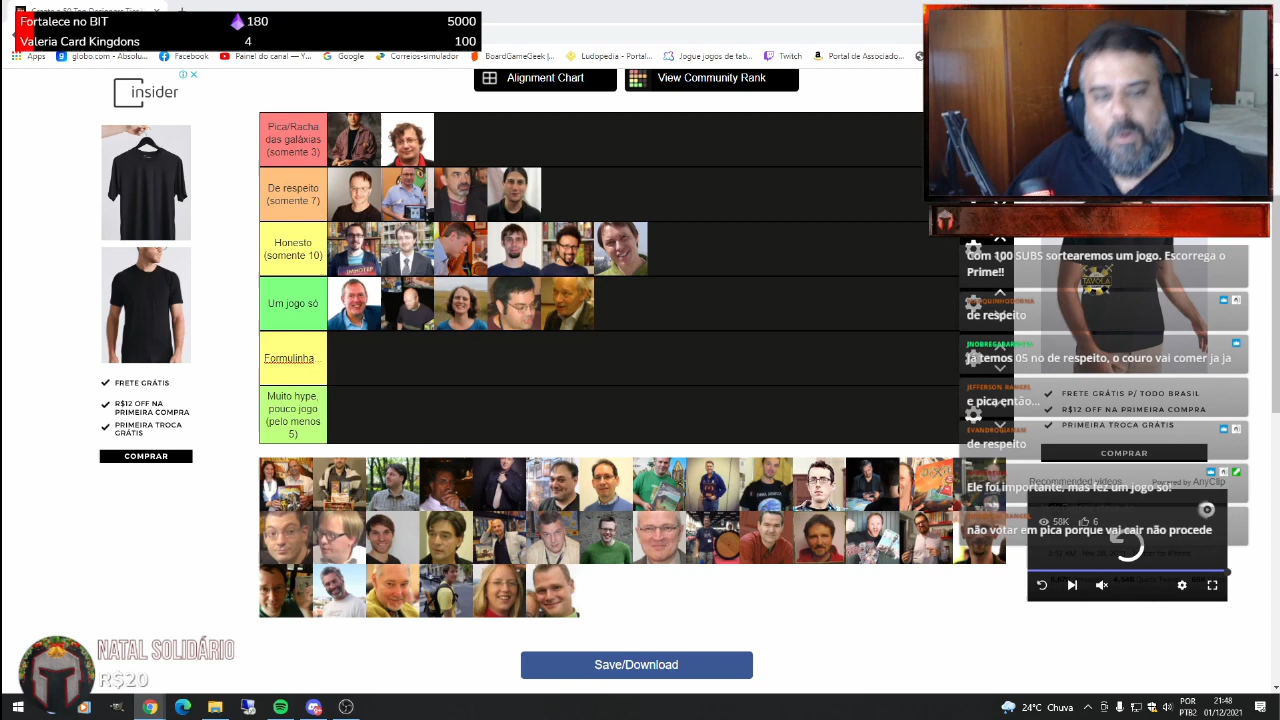 Fortalece no BIT 180 5000
Valeria Card Kingdons 4 100
Apps globo.com - Absolu... Facebook Painel do canal — Y... Google Correios-simulador BoardGameGeek |... Ludopedia - Portal... Jogue jogos de tab... Twitch Portal de Associado...
insider
Alignment Chart
View Community Rank
Pica/Racha
das galáxias
(somente 3)
De respeito
(somente 7)
Honesto
(somente 10)
Um jogo só
Formulinha...
Muito hype,
pouco jogo
(pelo menos
5)
FRETE GRÁTIS
R$12 OFF NA
PRIMEIRA COMPRA
PRIMEIRA TROCA
GRÁTIS
COMPRAR
Com 100 SUBS sortearemos um jogo. Escorrega o
Prime!!
TAVOLA
de respeito
Já temos 05 no de respeito, o couro vai comer ja ja
JEFFERSON_RANGEL
e pica então...
de respeito
Ele foi importante, mas fez um jogo só!
não votar em pica porque vai cair não procede
FRETE GRÁTIS P/ TODO BRASIL
R$12 OFF NA PRIMEIRA COMPRA
PRIMEIRA TROCA GRÁTIS
COMPRAR
Recommended videos Powered by AnyClip
58K 6
Save/Download
NATAL SOLIDÁRIO
R$20
24°C Chuva
POR
PTB2
21:48
01/12/2021